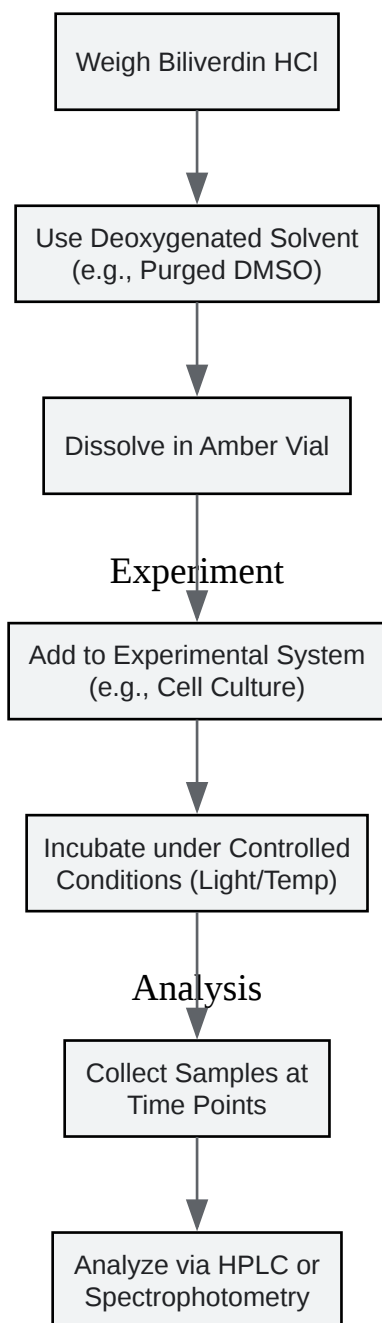 Weigh Biliverdin HCl
Use Deoxygenated Solvent
(e.g., Purged DMSO)
Dissolve in Amber Vial
Experiment
Add to Experimental System
(e.g., Cell Culture)
Incubate under Controlled
Conditions (Light/Temp)
Analysis
Collect Samples at
Time Points
Analyze via HPLC or
Spectrophotometry